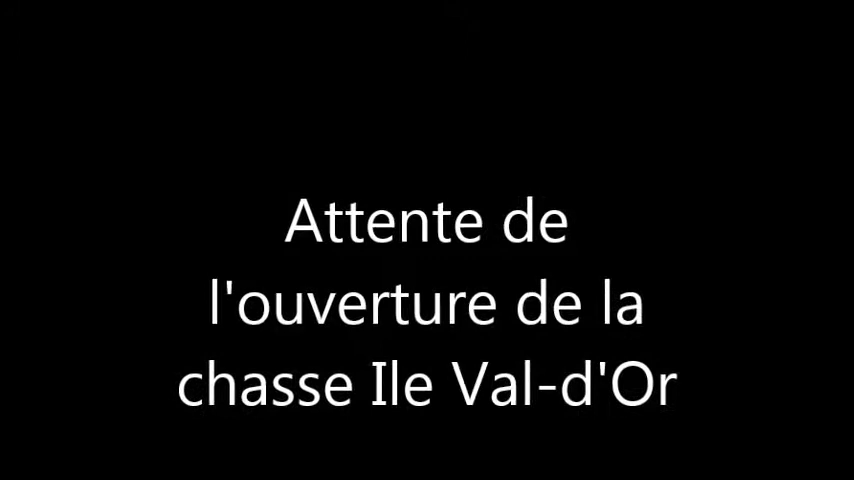 Attente de
l'ouverture de la
chasse Ile Val-d'Or